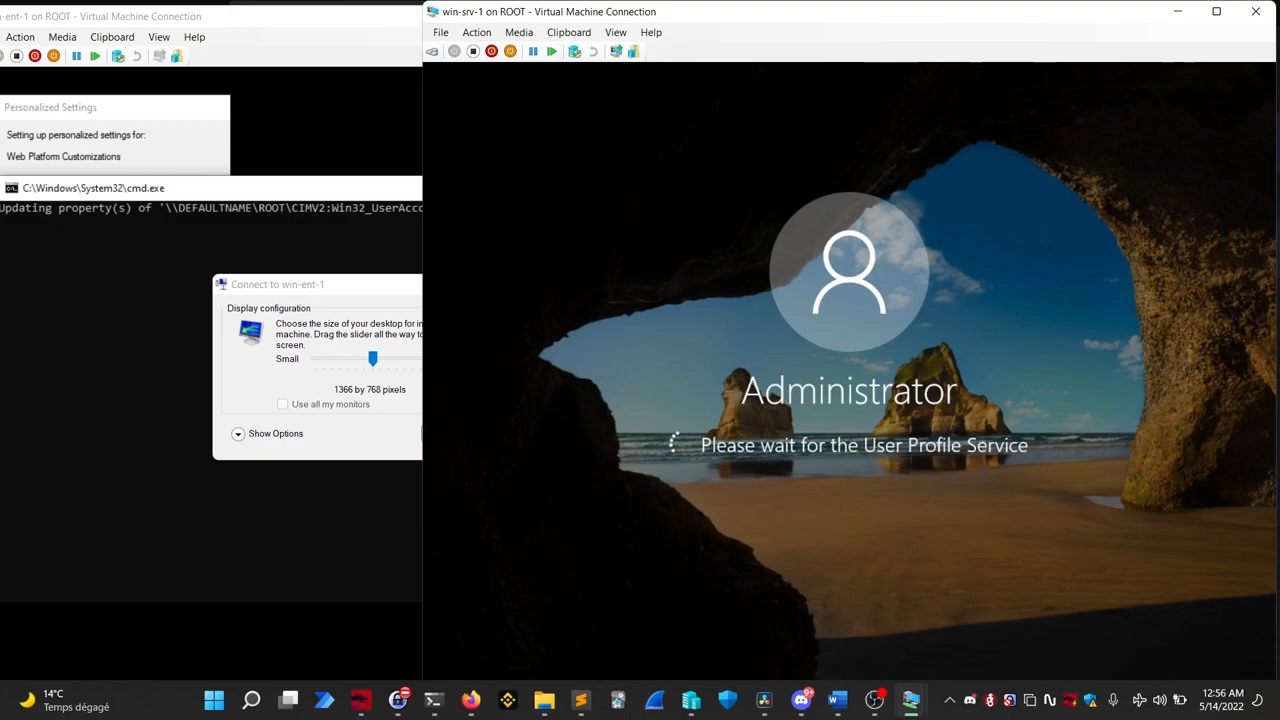 -ent-1 on ROOT - Virtual Machine Connection
Action Media Clipboard View Help
Personalized Settings
Setting up personalized settings for:
Web Platform Customizations
C:\Windows\System32\cmd.exe
Updating property(s) of '\\DEFAULTNAME\ROOT\CIMV2:Win32_UserAcco
Connect to win-ent-1
Display configuration
Choose the size of your desktop for
machine. Drag the slider all the way to
screen.
Small
1366 by 768 pixels
Use all my monitors
Show Options
win-srv-1 on ROOT - Virtual Machine Connection
File Action Media Clipboard View Help
Administrator
Please wait for the User Profile Service
14°C
Temps dégagé
9+
12:56 AM
5/14/2022